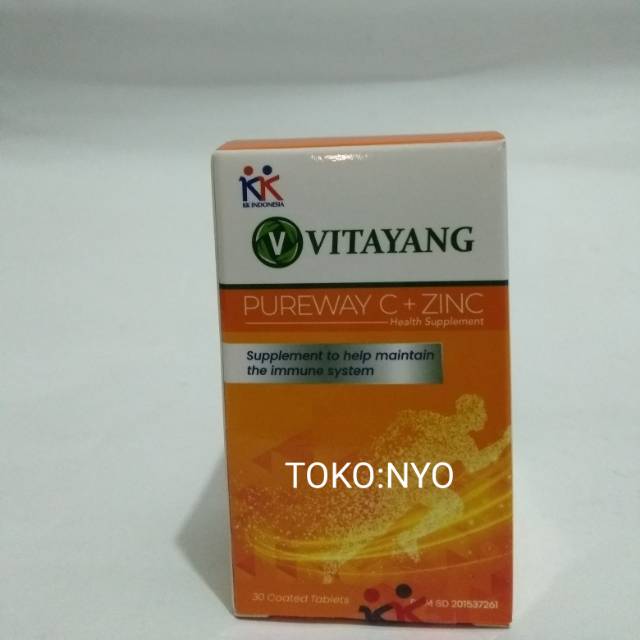 KK
KK INDONESIA
V VITAYANG
PUREWAY C + ZINC
Health Supplement
Supplement to help maintain
the immune system
TOKO:NYO
30 Coated Tablets
SD 201537261